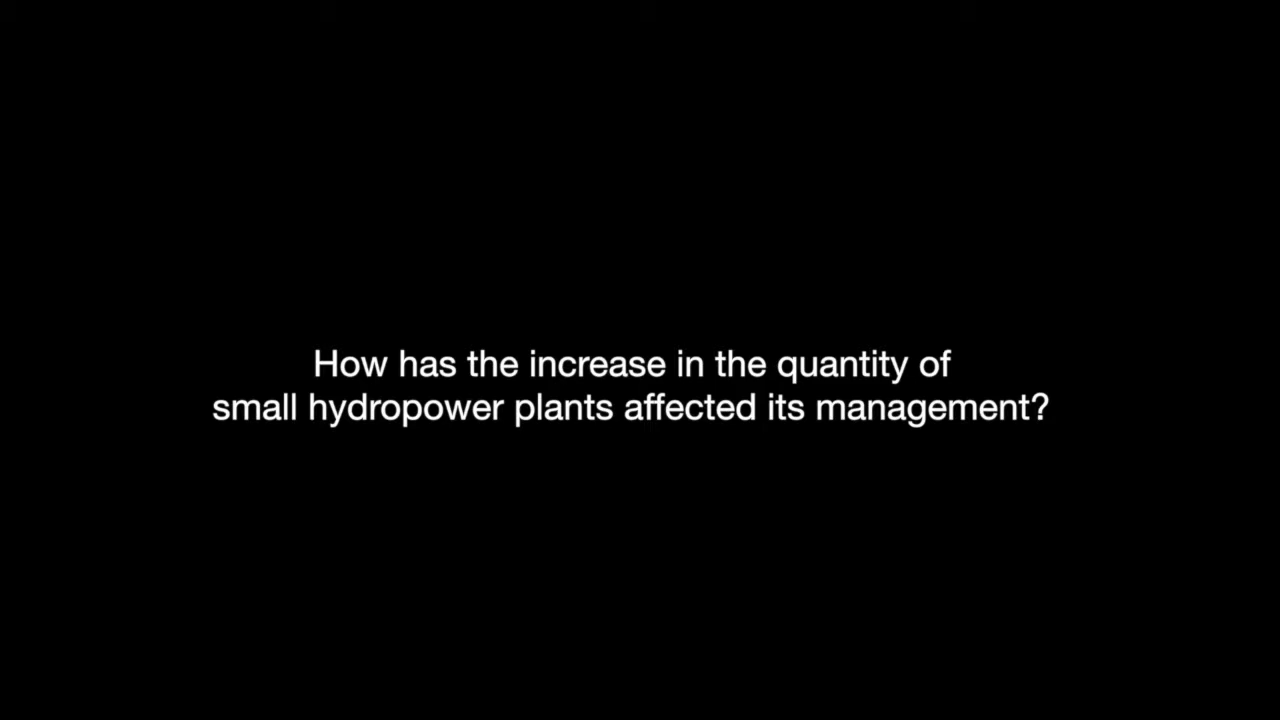 How has the increase in the quantity of
small hydropower plants affected its management?